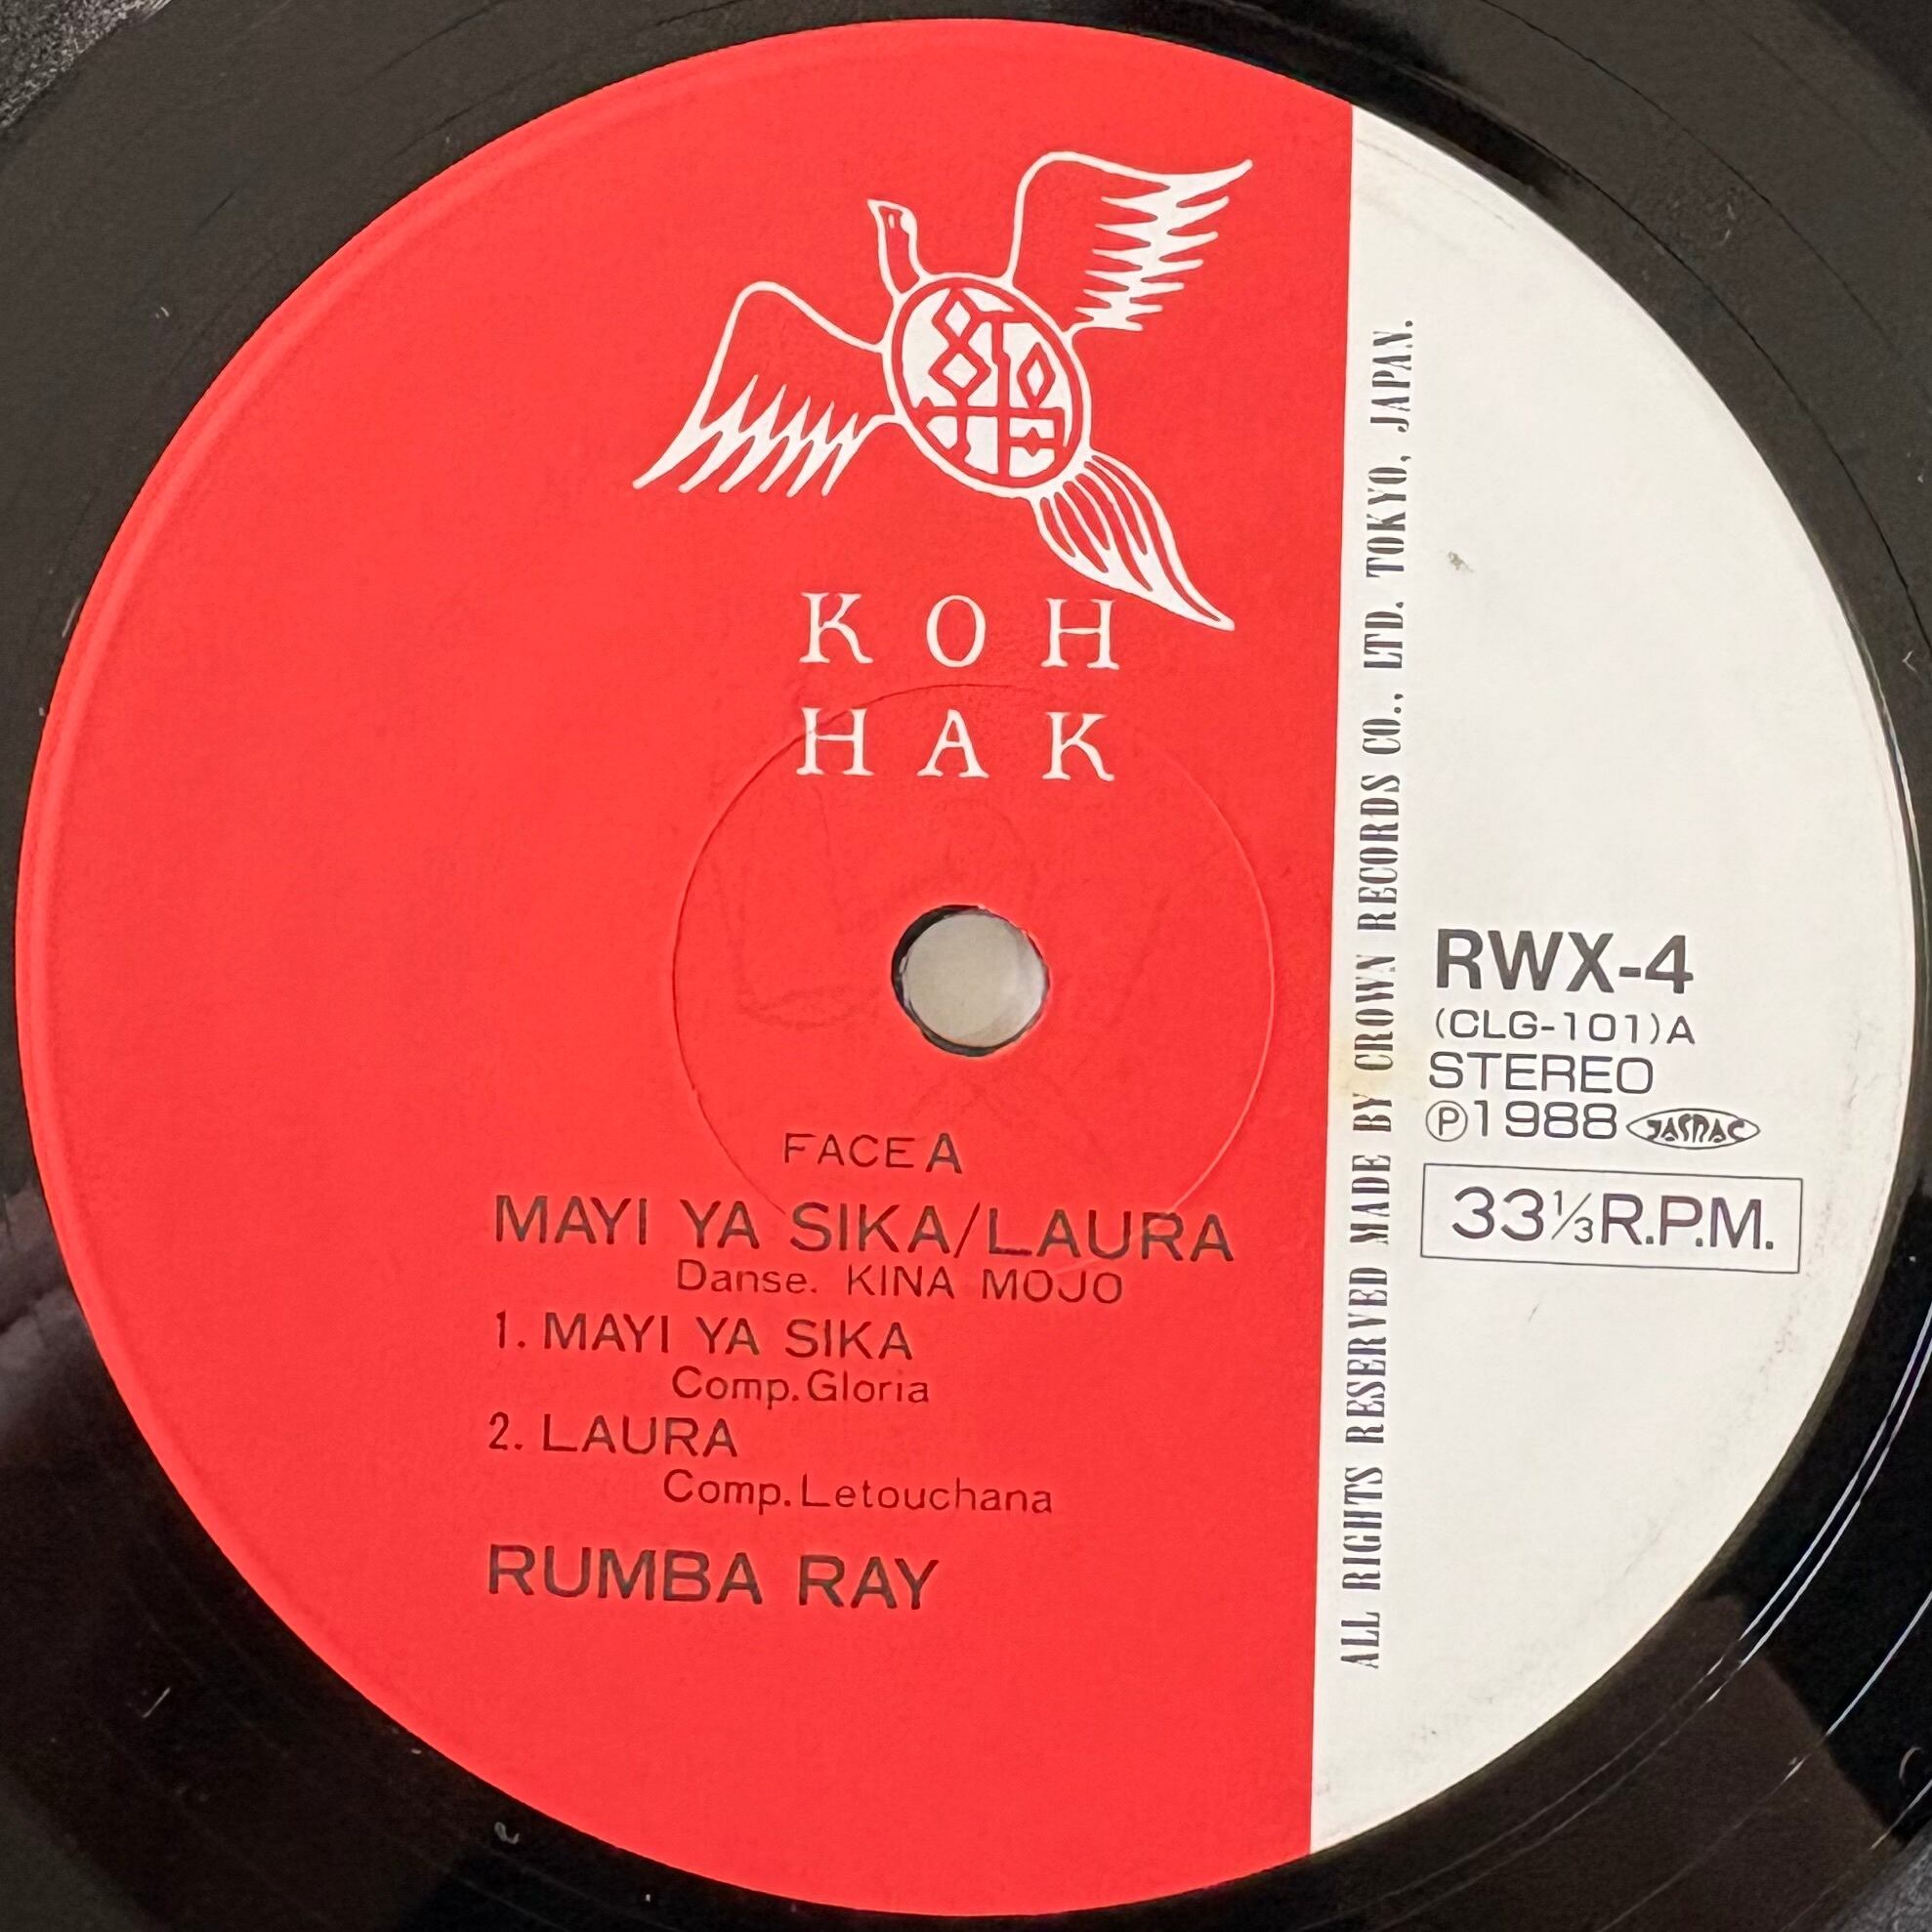 KOH
HAK
FACE A
MAYI YA SIKA/LAURA
Danse. KINA MOJO
1. MAYI YA SIKA
Comp. Gloria
2. LAURA
Comp. Letouchana
RUMBA RAY
ALL RIGHTS RESERVED MADE BY CROWN RECORDS CO., LTD. TOKYO, JAPAN.
RWX-4
(CLG-101) A
STEREO
Ⓟ1988 JASRAC
33⅓ R.P.M.